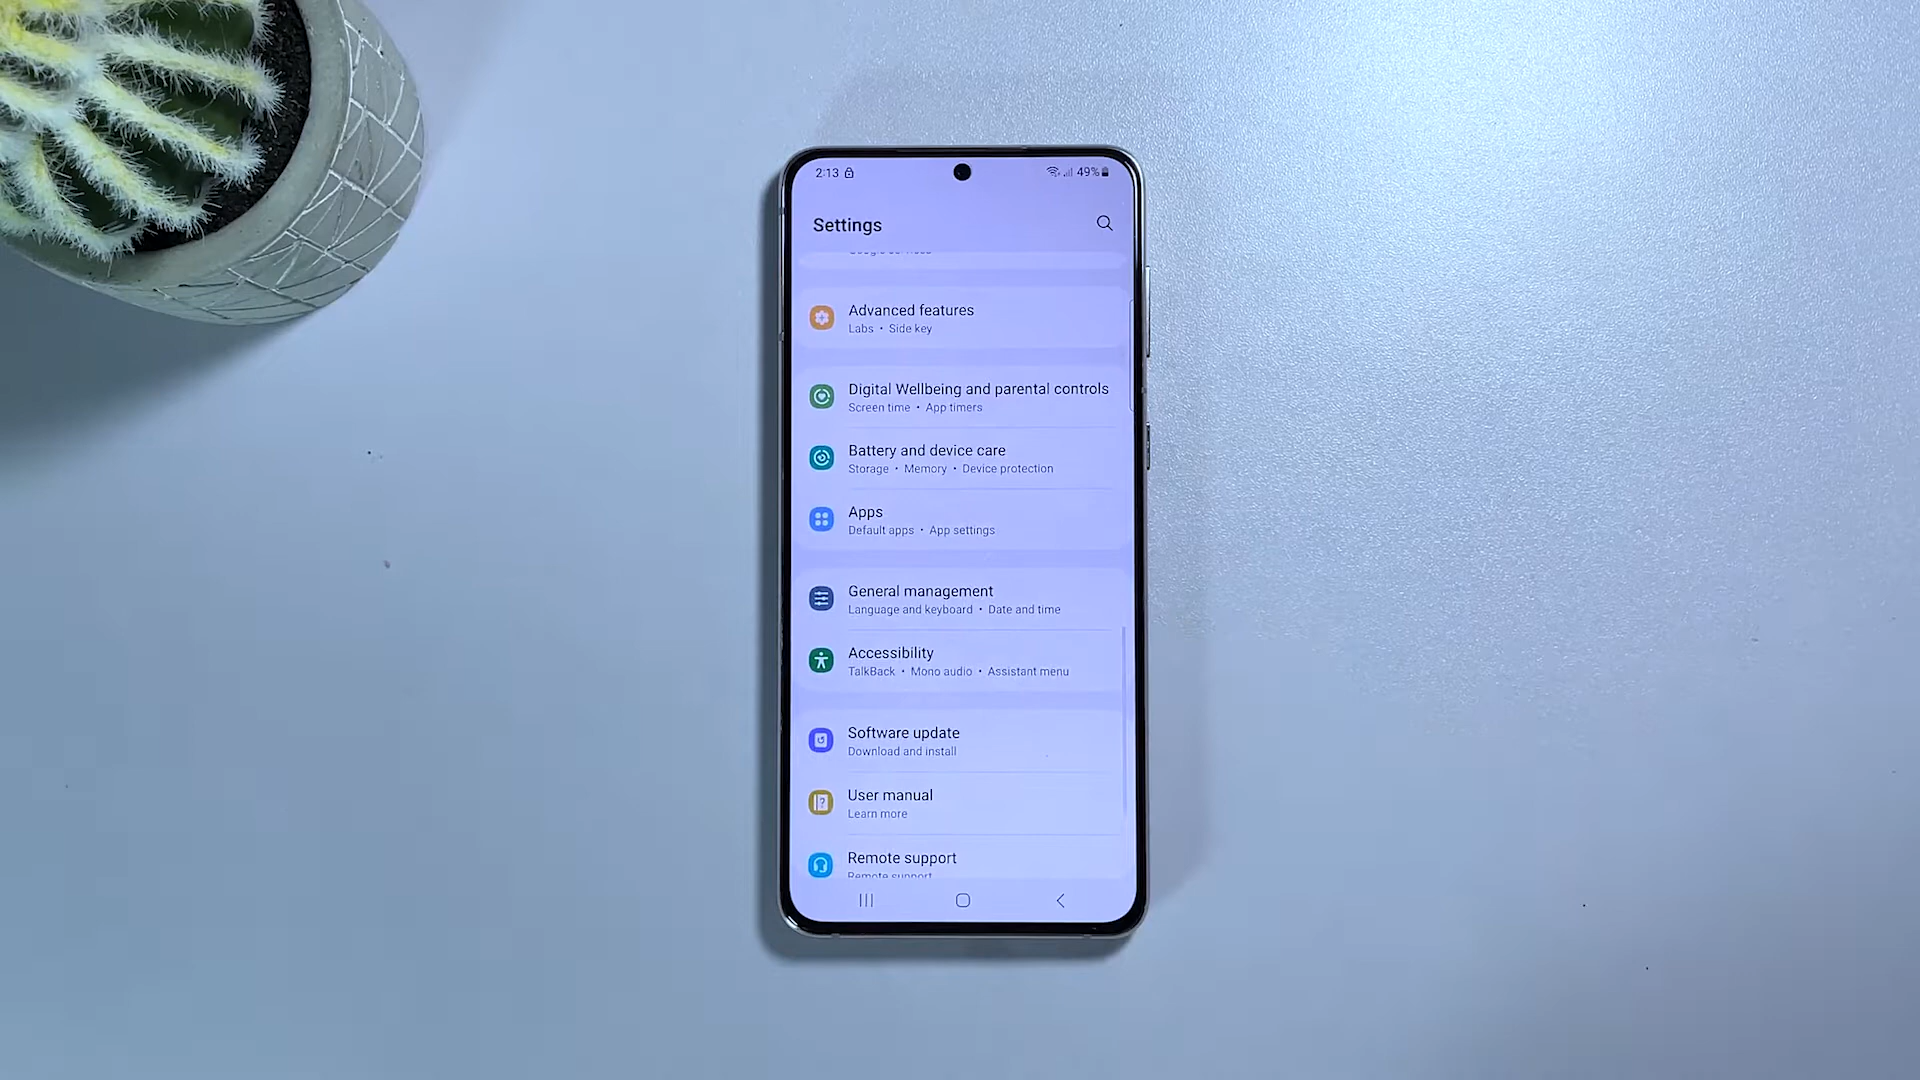 2:13
49%
Settings
Advanced features
Labs • Side key
Digital Wellbeing and parental controls
Screen time • App timers
Battery and device care
Storage • Memory • Device protection
Apps
Default apps • App settings
General management
Language and keyboard • Date and time
Accessibility
TalkBack • Mono audio • Assistant menu
Software update
Download and install
User manual
Learn more
Remote support
Remote support